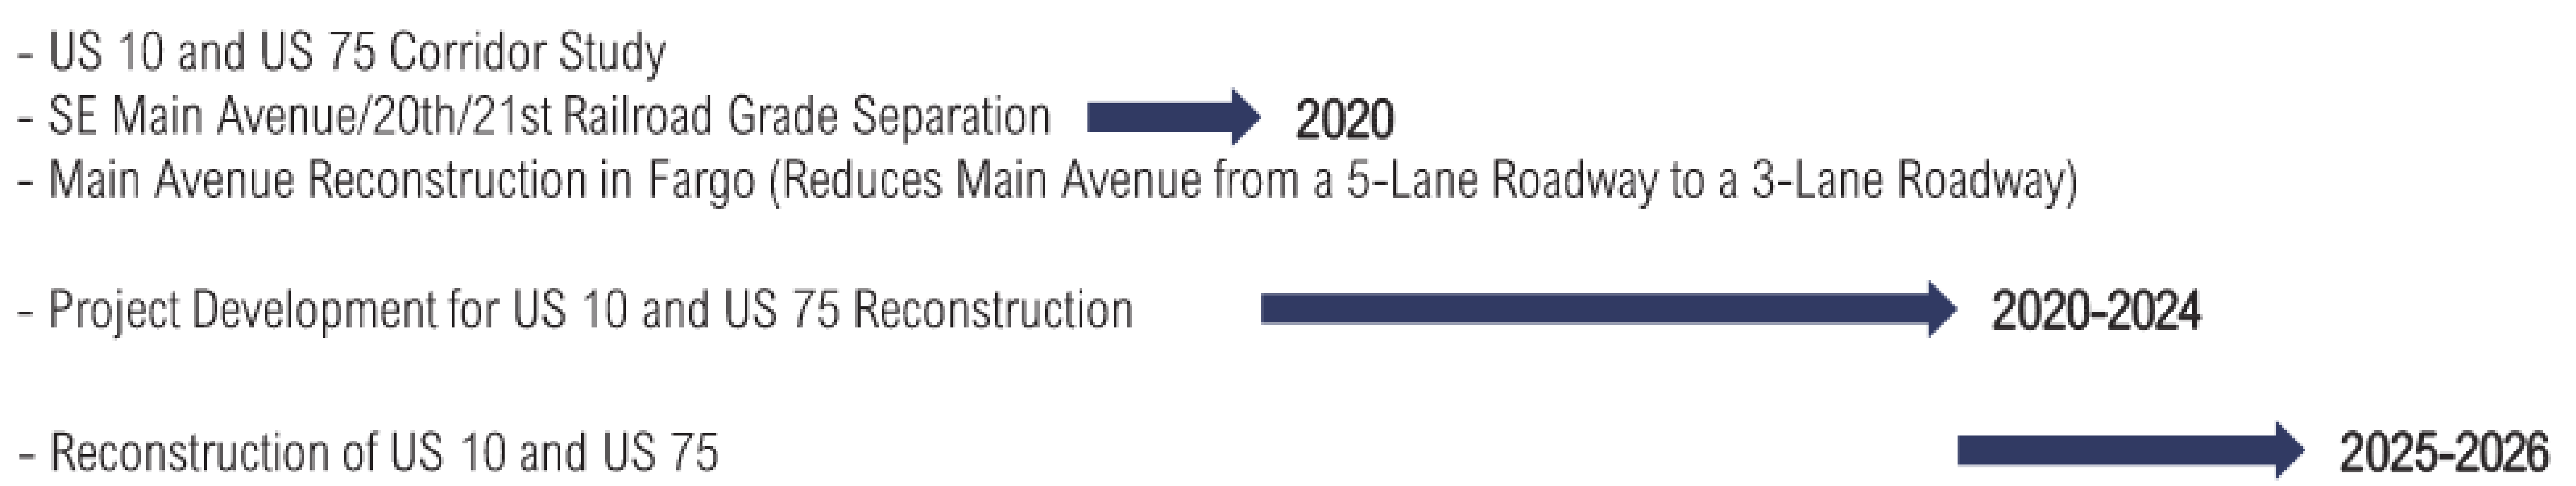 - US 10 and US 75 Corridor Study
- SE Main Avenue/20th/21st Railroad Grade Separation 2020
- Main Avenue Reconstruction in Fargo (Reduces Main Avenue from a 5-Lane Roadway to a 3-Lane Roadway)
- Project Development for US 10 and US 75 Reconstruction 2020-2024
- Reconstruction of US 10 and US 75 2025-2026